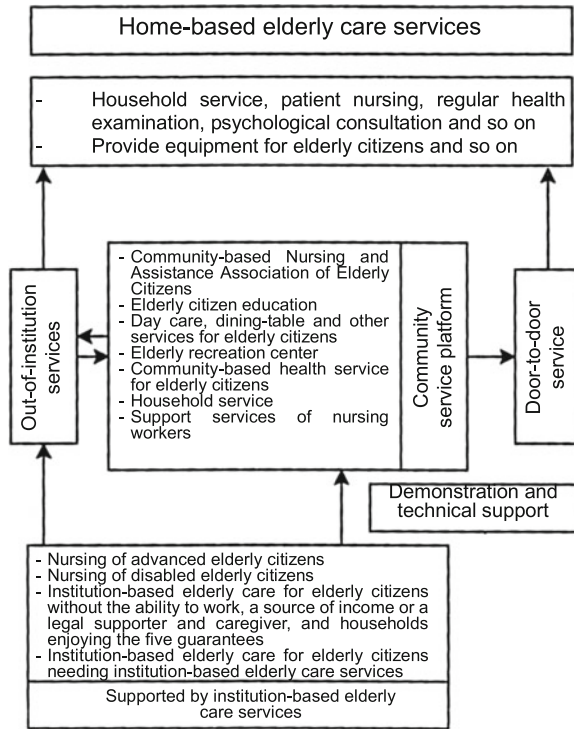 Home-based elderly care services
- Household service, patient nursing, regular health
examination, psychological consultation and so on
- Provide equipment for elderly citizens and so on
Out-of-institution
services
- Community-based Nursing and
Assistance Association of Elderly
Citizens
- Elderly citizen education
- Day care, dining-table and other
services for elderly citizens
- Elderly recreation center
- Community-based health service
for elderly citizens
- Household service
- Support services of nursing
workers
Community
service platform
Door-to-door
service
Demonstration and
technical support
- Nursing of advanced elderly citizens
- Nursing of disabled elderly citizens
- Institution-based elderly care for elderly citizens
without the ability to work, a source of income or a
legal supporter and caregiver, and households
enjoying the five guarantees
- Institution-based elderly care for elderly citizens
needing institution-based elderly care services
Supported by institution-based elderly
care services